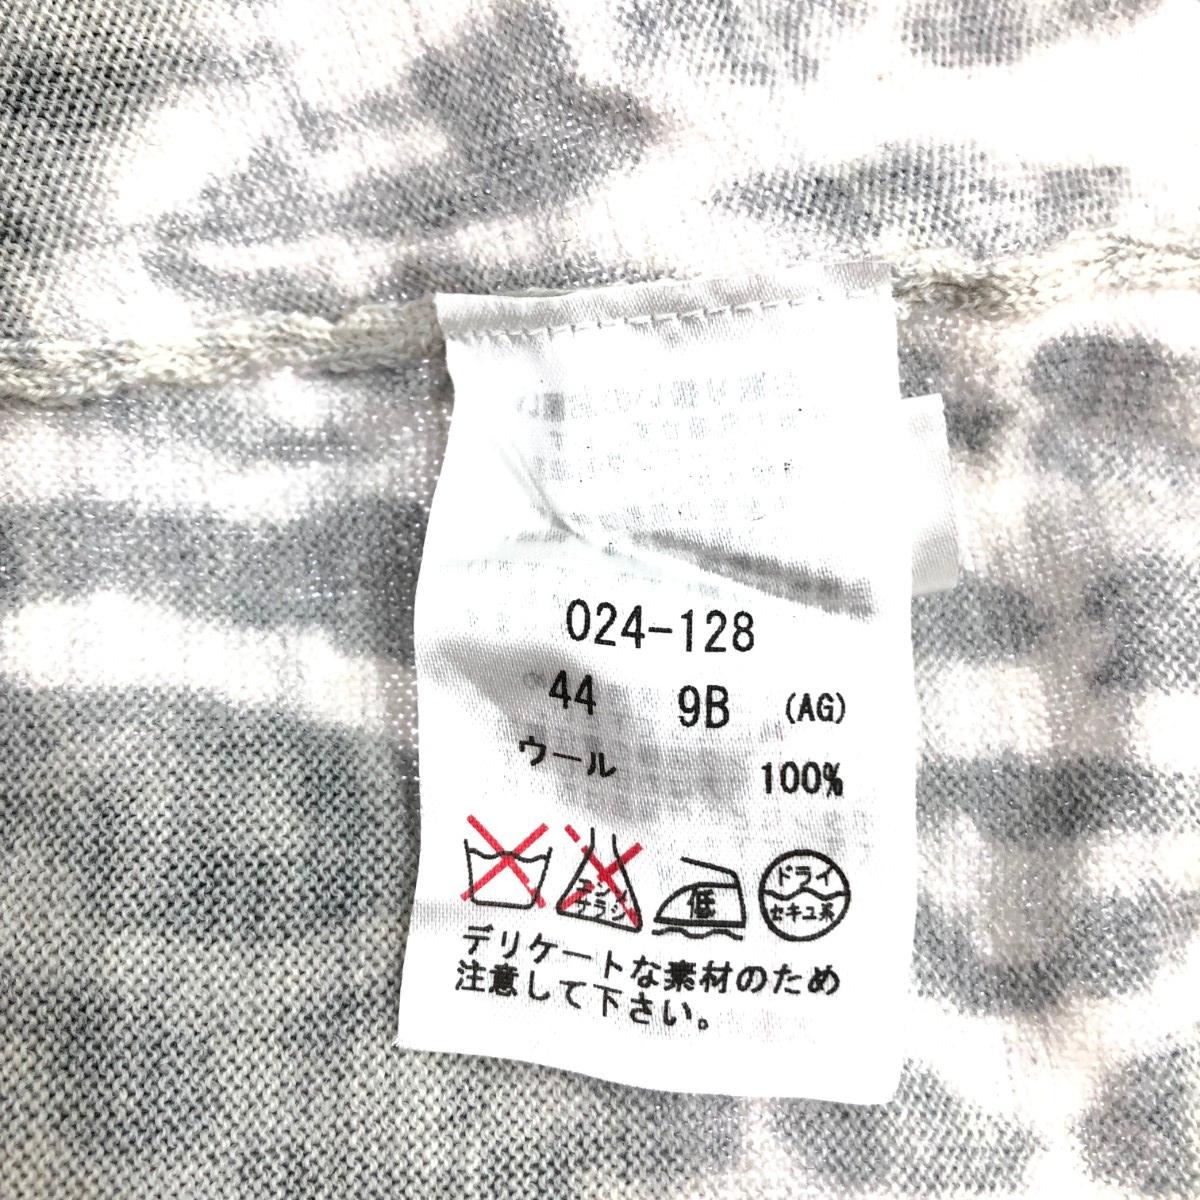 024-128
44 9B (AG)
ウール 100%
エンソ
サラシ
低
ドライ
セキユ系
デリケートな素材のため
注意して下さい。